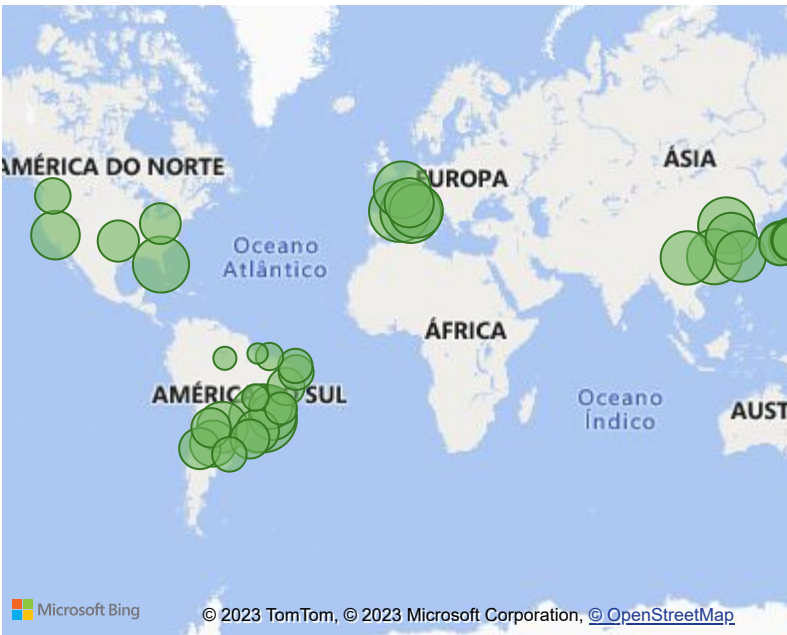 AMÉRICA DO NORTE
EUROPA
ÁSIA
Oceano
Atlântico
ÁFRICA
AMÉRIC SUL
Oceano
Índico
AUST
Microsoft Bing
© 2023 TomTom, © 2023 Microsoft Corporation, © OpenStreetMap